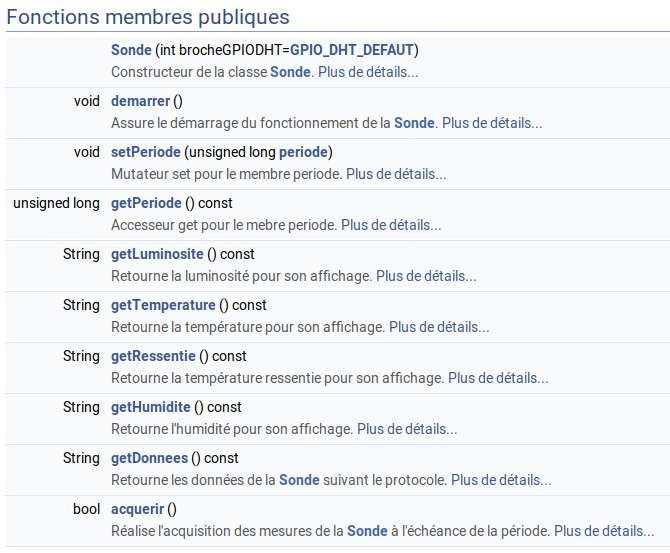 Fonctions membres publiques
Sonde (int brocheGPIODHT=GPIO_DHT_DEFAUT)
Constructeur de la classe Sonde. Plus de détails...
void demarrer ()
Assure le démarrage du fonctionnement de la Sonde. Plus de détails...
void setPeriode (unsigned long periode)
Mutateur set pour le membre periode. Plus de détails...
unsigned long getPeriode () const
Accesseur get pour le mebre periode. Plus de détails...
String getLuminosite () const
Retourne la luminosité pour son affichage. Plus de détails...
String getTemperature () const
Retourne la température pour son affichage. Plus de détails...
String getRessentie () const
Retourne la température ressentie pour son affichage. Plus de détails...
String getHumidite () const
Retourne l'humidité pour son affichage. Plus de détails...
String getDonnees () const
Retourne les données de la Sonde suivant le protocole. Plus de détails...
bool acquerir ()
Réalise l'acquisition des mesures de la Sonde à l'échéance de la période. Plus de détails...